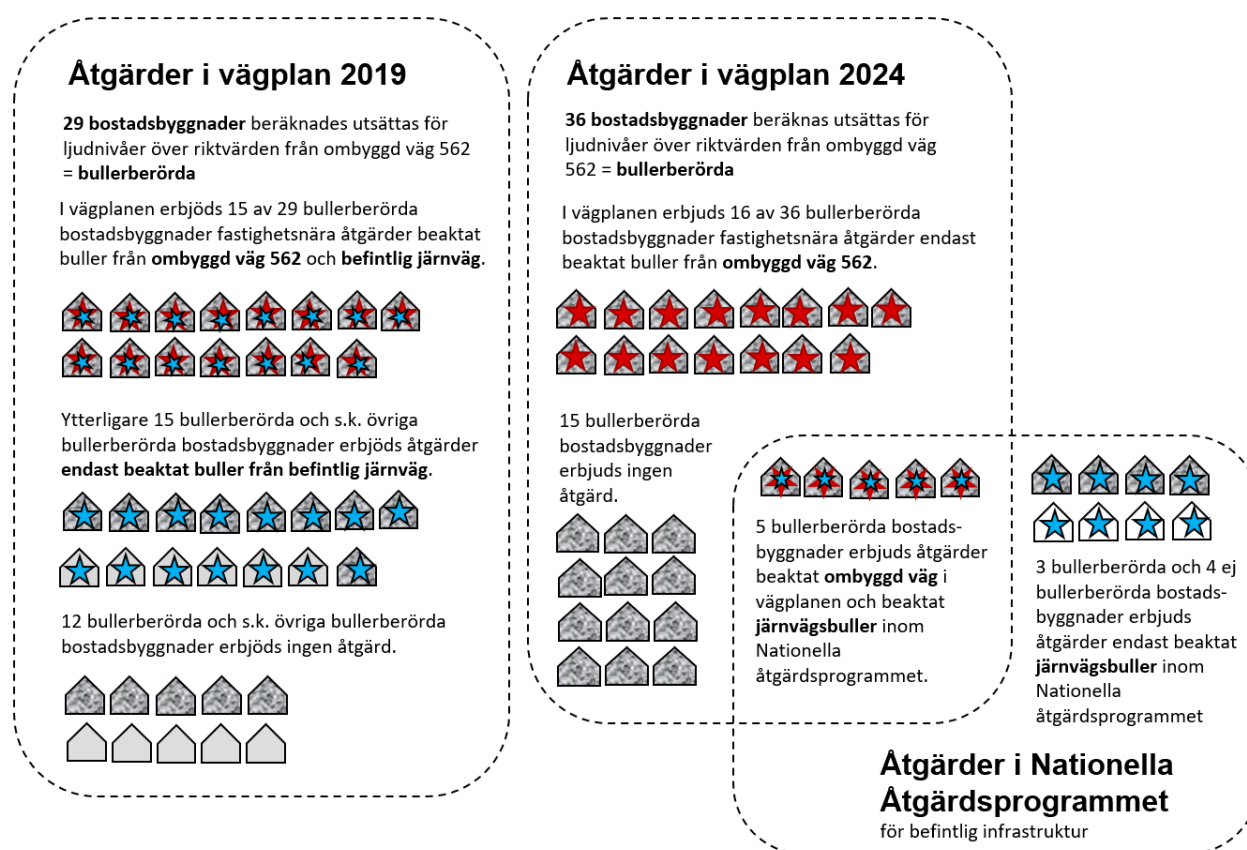 Åtgärder i vägplan 2019
29 bostadsbyggnader beräknades utsättas för
ljudnivåer över riktvärden från ombyggd väg 562
= bullerberörda
I vägplanen erbjöds 15 av 29 bullerberörda
bostadsbyggnader fastighetsnära åtgärder beaktat
buller från ombyggd väg 562 och befintlig järnväg.
Ytterligare 15 bullerberörda och s.k. övriga
bullerberörda bostadsbyggnader erbjöds åtgärder
endast beaktat buller från befintlig järnväg.
12 bullerberörda och s.k. övriga bullerberörda
bostadsbyggnader erbjöds ingen åtgärd.
Åtgärder i vägplan 2024
36 bostadsbyggnader beräknas utsättas för
ljudnivåer över riktvärden från ombyggd väg
562 = bullerberörda
I vägplanen erbjuds 16 av 36 bullerberörda
bostadsbyggnader fastighetsnära åtgärder endast
beaktat buller från ombyggd väg 562.
15 bullerberörda
bostadsbyggnader
erbjuds ingen
åtgärd.
5 bullerberörda bostads-
byggnader erbjuds åtgärder
beaktat ombyggd väg i
vägplanen och beaktat
järnvägsbuller inom
Nationella
åtgärdsprogrammet.
3 bullerberörda och 4 ej
bullerberörda bostads-
byggnader erbjuds
åtgärder endast beaktat
järnvägsbuller inom
Nationella
åtgärdsprogrammet
Åtgärder i Nationella
Åtgärdsprogrammet
för befintlig infrastruktur